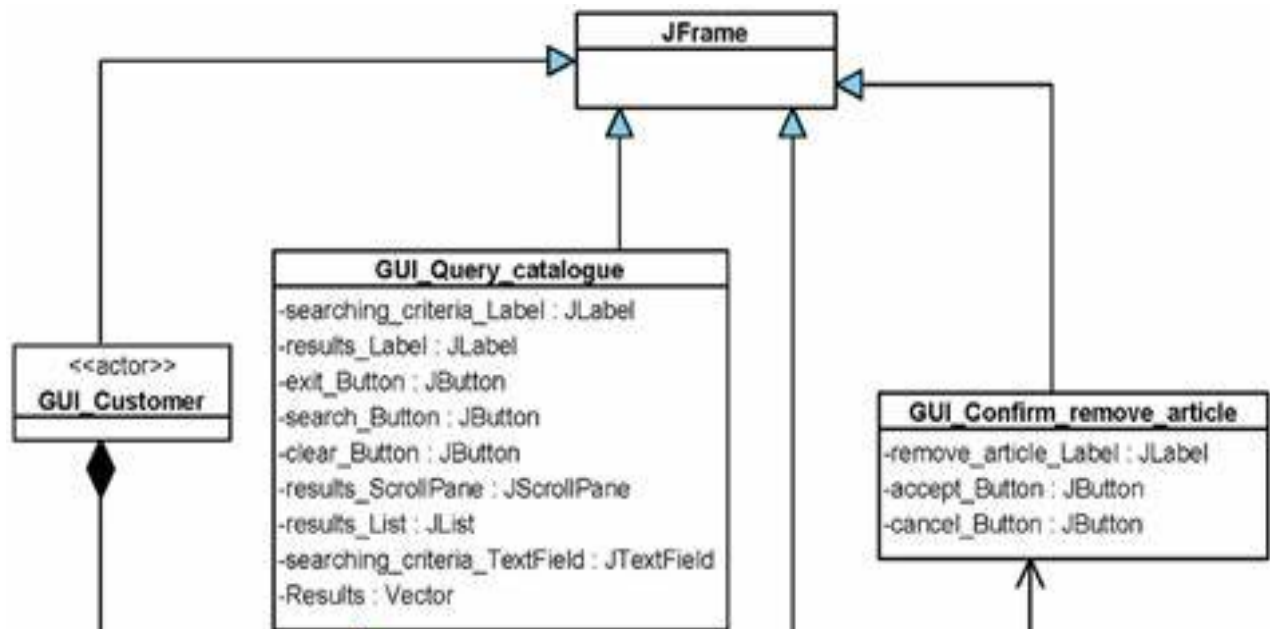 JFrame
GUI_Query_catalogue
-searching_criteria_Label : JLabel
-results_Label : JLabel
-exit_Button : JButton
-search_Button : JButton
-clear_Button : JButton
-results_ScrollPane : JScrollPane
-results_List : JList
-searching_criteria_TextField : JTextField
-Results : Vector
<<actor>>
GUI_Customer
GUI_Confirm_remove_article
-remove_article_Label : JLabel
-accept_Button : JButton
-cancel_Button : JButton